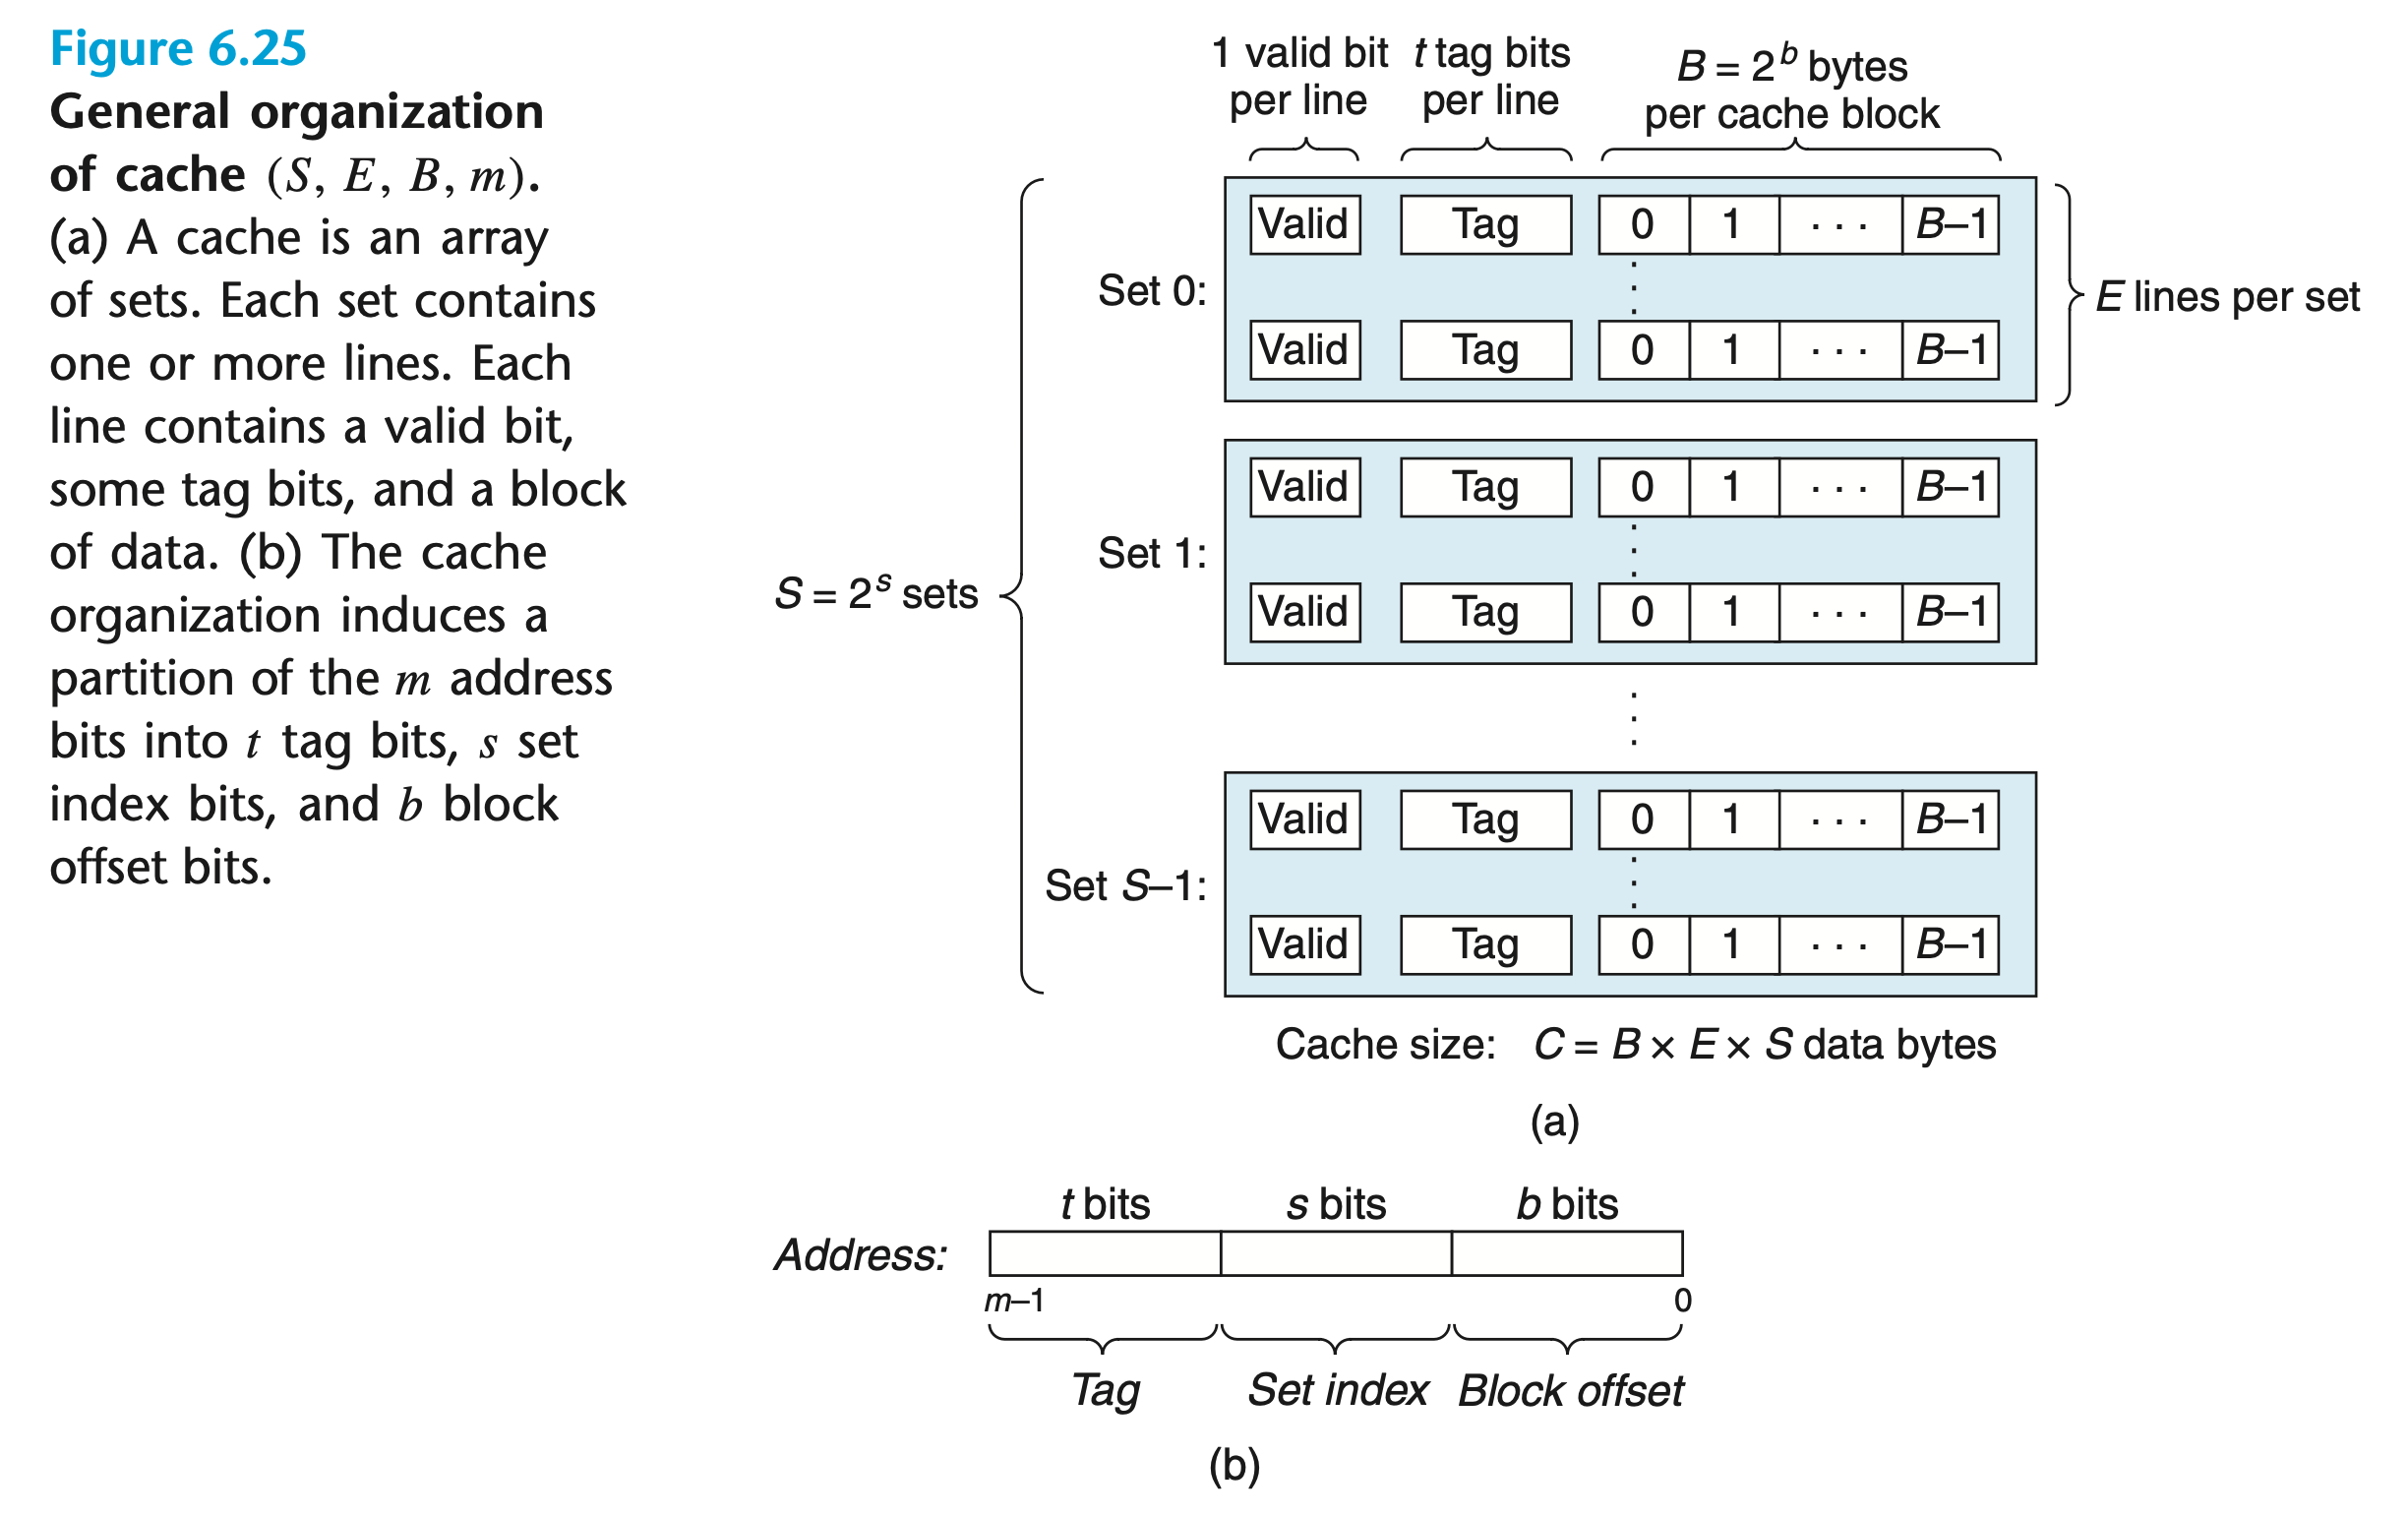 Figure 6.25
General organization
of cache (S, E, B, m).
(a) A cache is an array
of sets. Each set contains
one or more lines. Each
line contains a valid bit,
some tag bits, and a block
of data. (b) The cache
organization induces a
partition of the m address
bits into t tag bits, s set
index bits, and b block
offset bits.
1 valid bit
per line
t tag bits
per line
B = 2^b bytes
per cache block
S = 2^s sets
Set 0:
Valid Tag 0 1 · · · B–1
Valid Tag 0 1 · · · B–1
E lines per set
Set 1:
Valid Tag 0 1 · · · B–1
Valid Tag 0 1 · · · B–1
Set S–1:
Valid Tag 0 1 · · · B–1
Valid Tag 0 1 · · · B–1
Cache size: C = B × E × S data bytes
(a)
t bits s bits b bits
Address:
m–1 0
Tag Set index Block offset
(b)